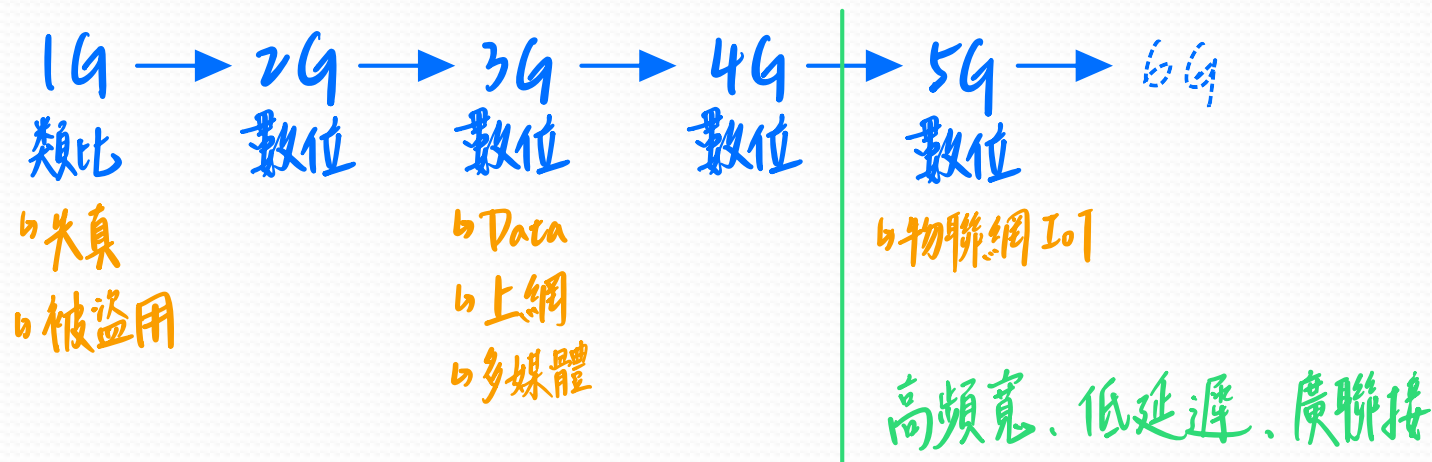 1G → 2G → 3G → 4G → 5G → 6G
類比 數位 數位 數位 數位
↳失真 ↳Data ↳物聯網 IoT
↳被盜用 ↳上網
↳多媒體
高頻寬、低延遲、廣聯接